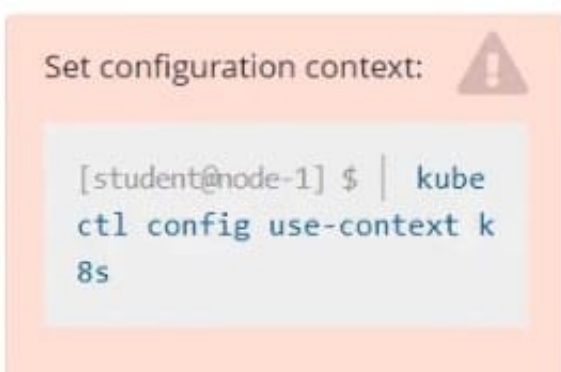 Set configuration context:
[student@node-1] $ | kube
ctl config use-context k
8s